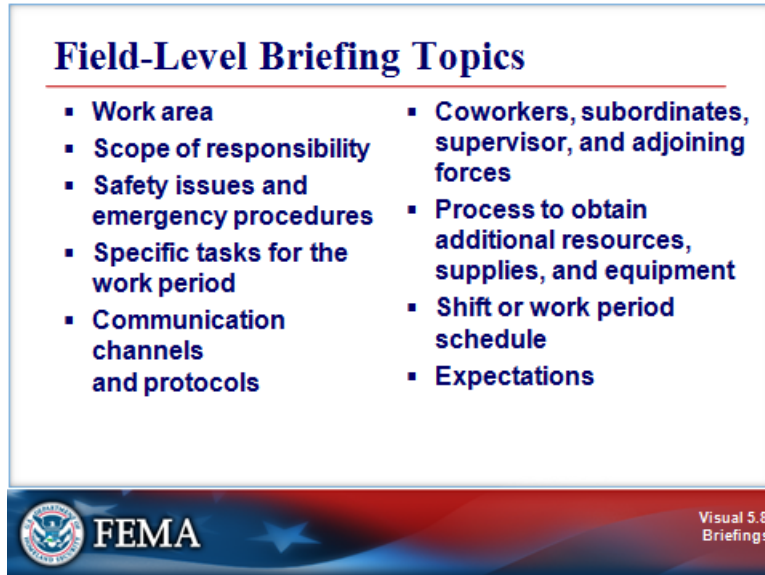 Field-Level Briefing Topics
▪ Work area
▪ Scope of responsibility
▪ Safety issues and
emergency procedures
▪ Specific tasks for the
work period
▪ Communication
channels
and protocols
▪ Coworkers, subordinates,
supervisor, and adjoining
forces
▪ Process to obtain
additional resources,
supplies, and equipment
▪ Shift or work period
schedule
▪ Expectations
FEMA
Visual 5.8
Briefings